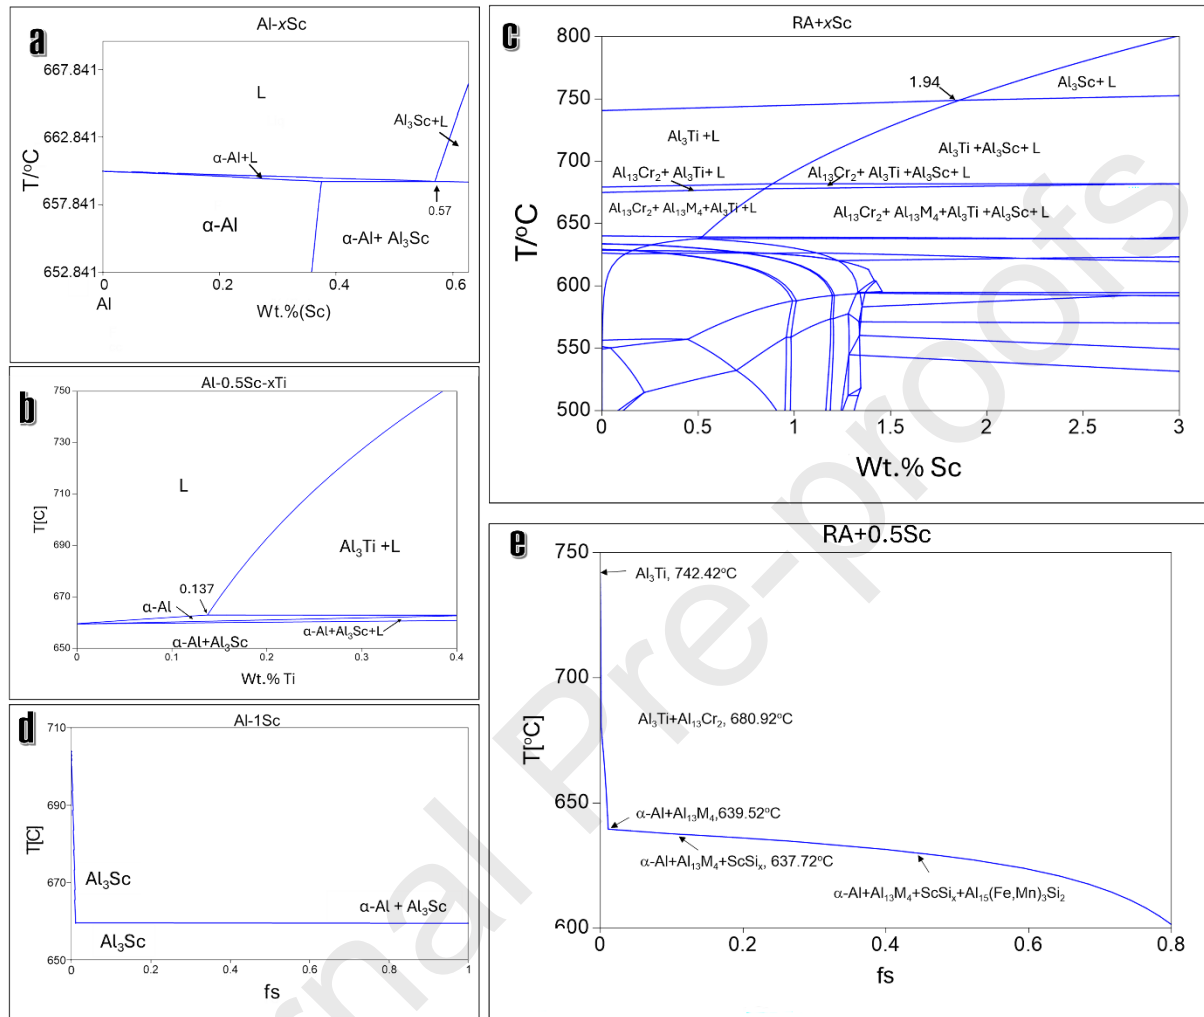 a
Al-xSc
667.841
662.841
657.841
652.841
T/°C
L
Al₃Sc+L
α-Al+L
0.57
α-Al
α-Al+ Al₃Sc
0
0.2
0.4
0.6
Al
Wt.%(Sc)
b
Al-0.5Sc-xTi
750
730
710
690
670
650
T[C]
L
Al₃Ti +L
0.137
α-Al
α-Al+Al₃Sc+L
α-Al+Al₃Sc
0
0.1
0.2
0.3
0.4
Wt.% Ti
c
RA+xSc
800
750
700
650
600
550
500
T/°C
1.94
Al₃Sc+ L
Al₃Ti +L
Al₃Ti +Al₃Sc+ L
Al₁₃Cr₂+ Al₃Ti+ L
Al₁₃Cr₂+ Al₃Ti +Al₃Sc+ L
Al₁₃Cr₂+ Al₁₃M₄+Al₃Ti +L
Al₁₃Cr₂+ Al₁₃M₄+Al₃Ti +Al₃Sc+ L
0
0.5
1
1.5
2
2.5
3
Wt.% Sc
d
Al-1Sc
710
690
670
650
T[C]
Al₃Sc
α-Al + Al₃Sc
Al₃Sc
0
0.2
0.4
0.6
0.8
1
fs
e
RA+0.5Sc
750
700
650
600
T[°C]
Al₃Ti, 742.42°C
Al₃Ti+Al₁₃Cr₂, 680.92°C
α-Al+Al₁₃M₄,639.52°C
α-Al+Al₁₃M₄+ScSiₓ, 637.72°C
α-Al+Al₁₃M₄+ScSiₓ+Al₁₅(Fe,Mn)₃Si₂
0
0.2
0.4
0.6
0.8
fs
rnal Pre-proofs